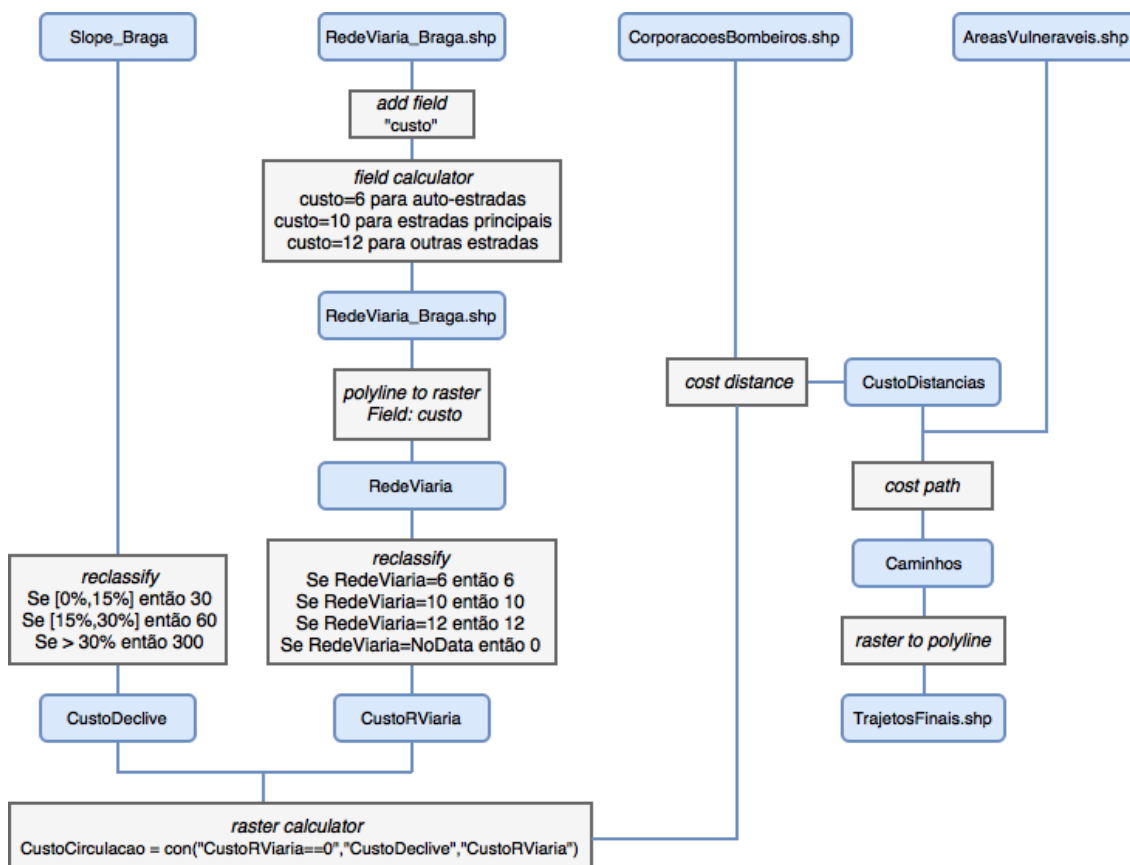 Slope_Braga
RedeViaria_Braga.shp
CorporacoesBombeiros.shp
AreasVulneraveis.shp
add field
"custo"
field calculator
custo=6 para auto-estradas
custo=10 para estradas principais
custo=12 para outras estradas
RedeViaria_Braga.shp
polyline to raster
Field: custo
cost distance
CustoDistancias
RedeViaria
cost path
reclassify
Se [0%,15%] então 30
Se [15%,30%] então 60
Se > 30% então 300
reclassify
Se RedeViaria=6 então 6
Se RedeViaria=10 então 10
Se RedeViaria=12 então 12
Se RedeViaria=NoData então 0
Caminhos
raster to polyline
CustoDeclive
CustoRViaria
TrajetosFinais.shp
raster calculator
CustoCirculacao = con("CustoRViaria==0","CustoDeclive","CustoRViaria")